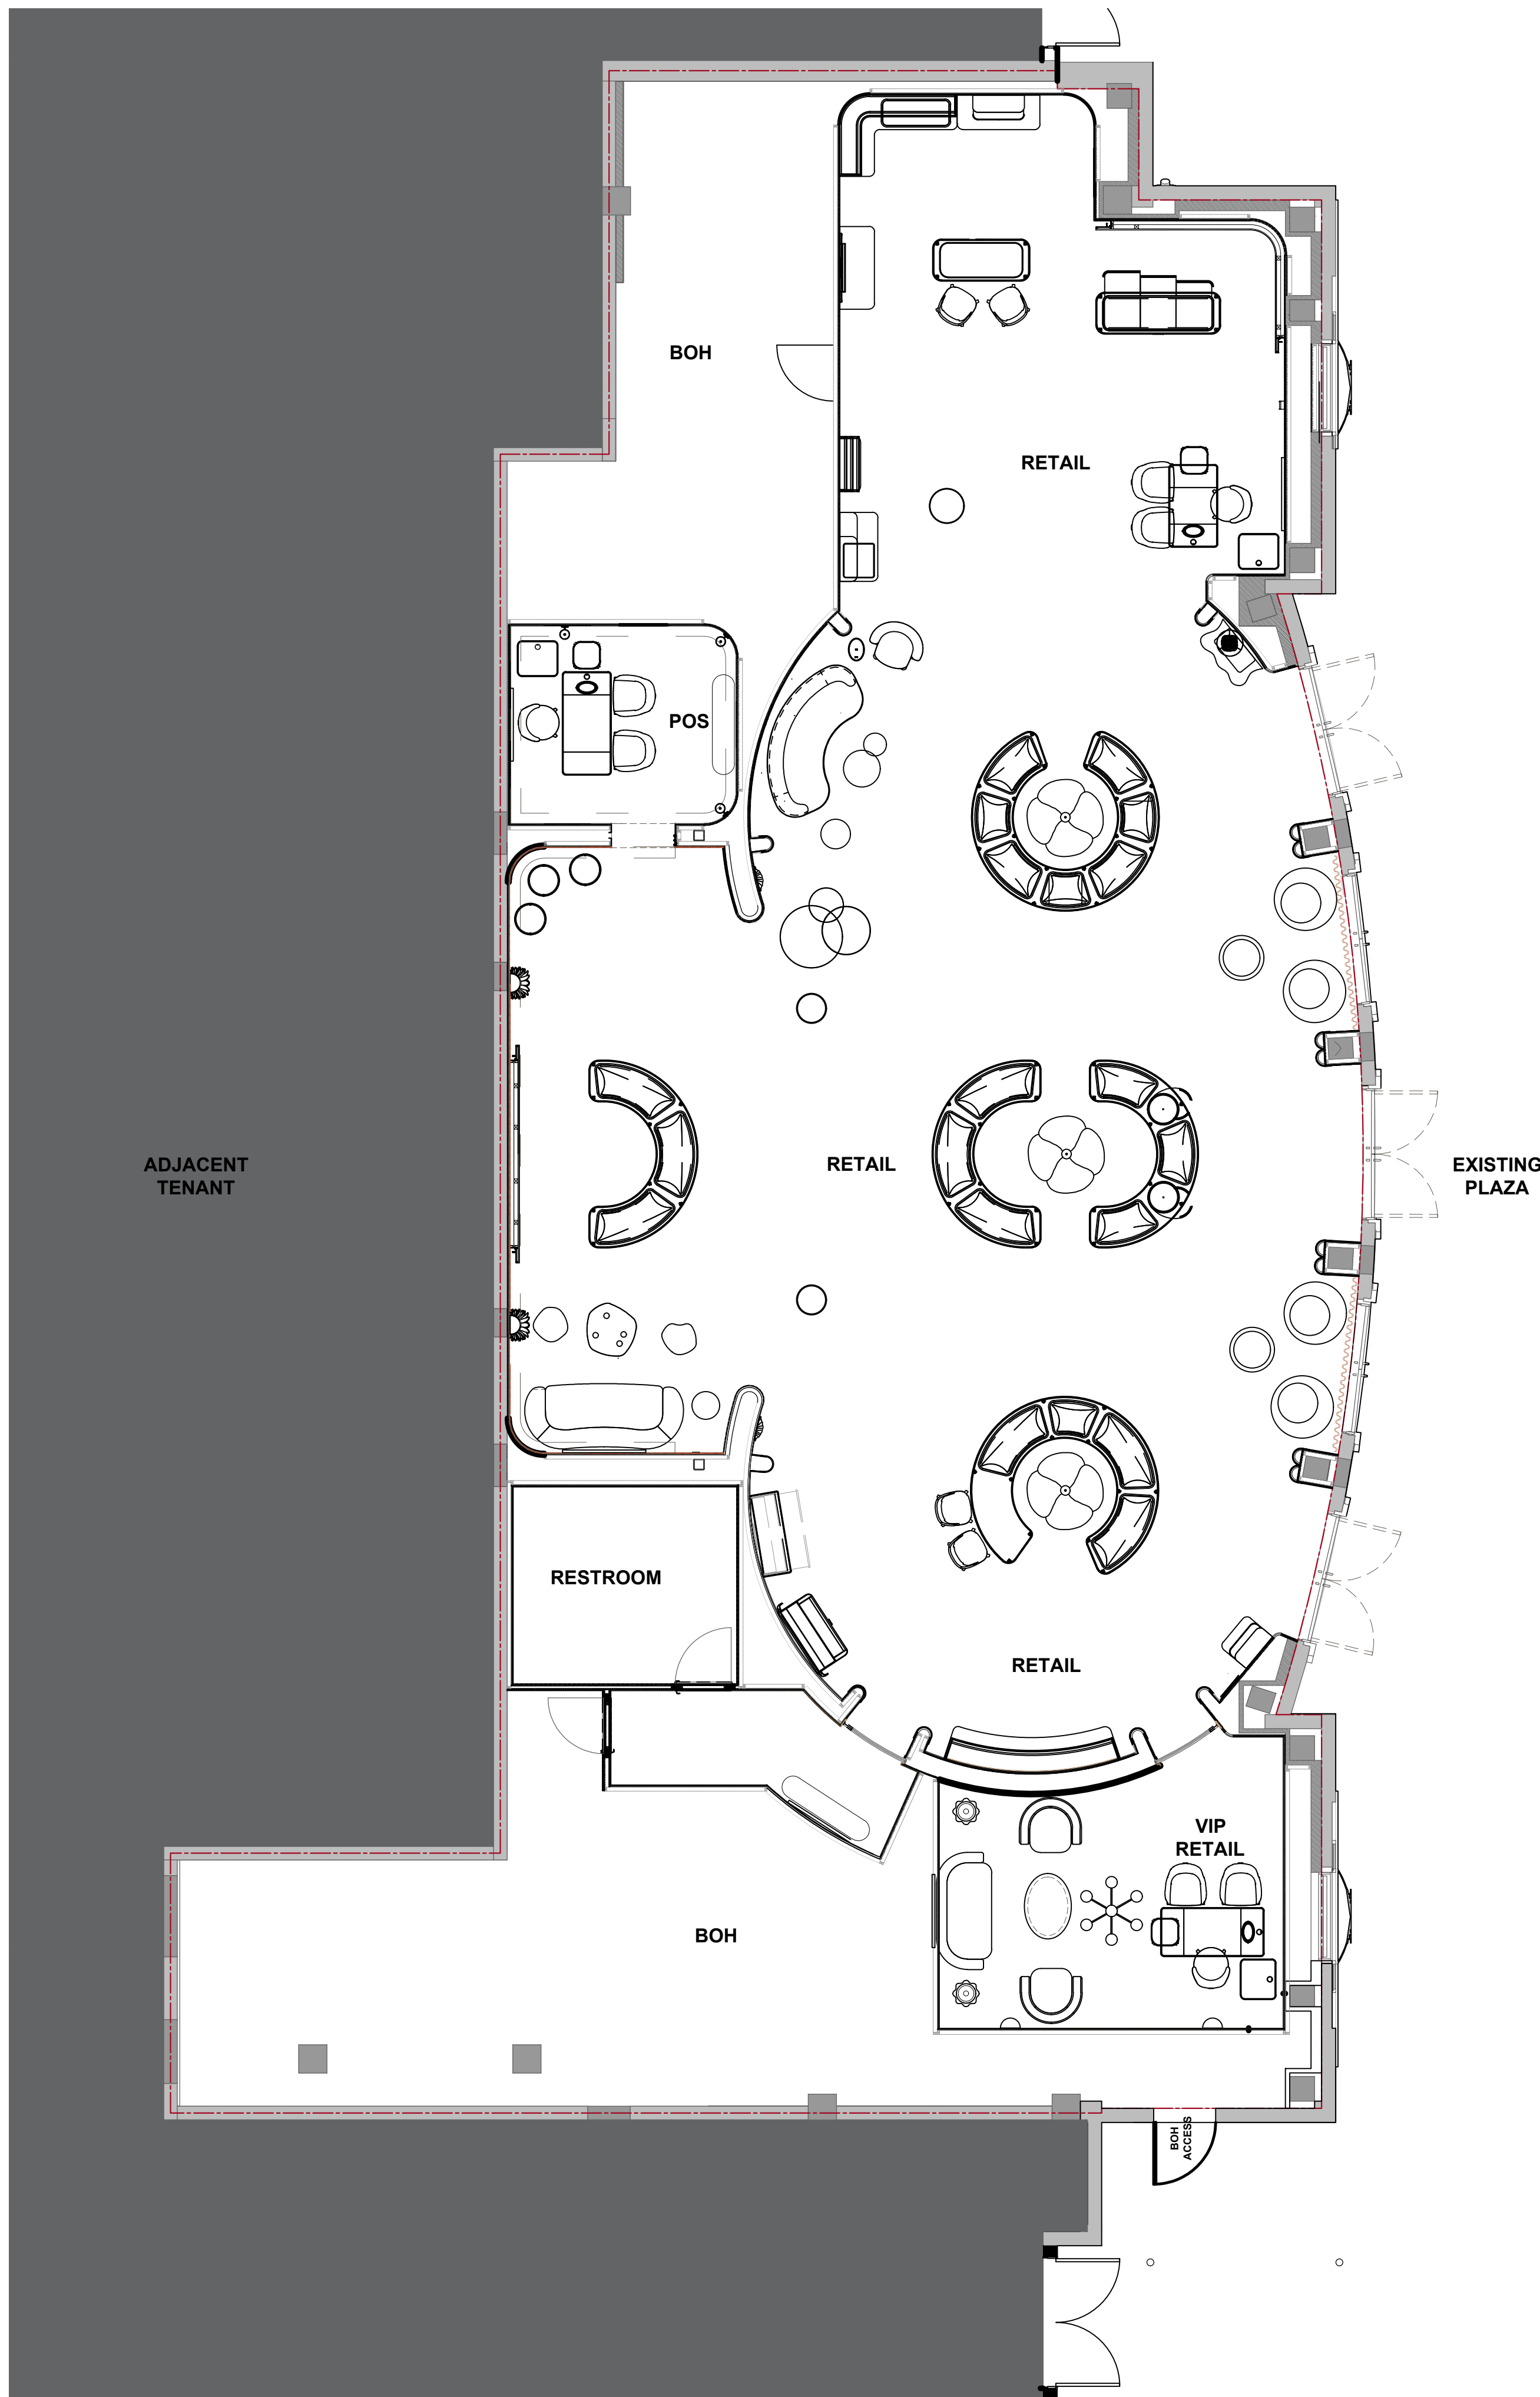 BOH
RETAIL
POS
ADJACENT
TENANT
RETAIL
EXISTING
PLAZA
RESTROOM
RETAIL
VIP
RETAIL
BOH
BOH
ACCESS